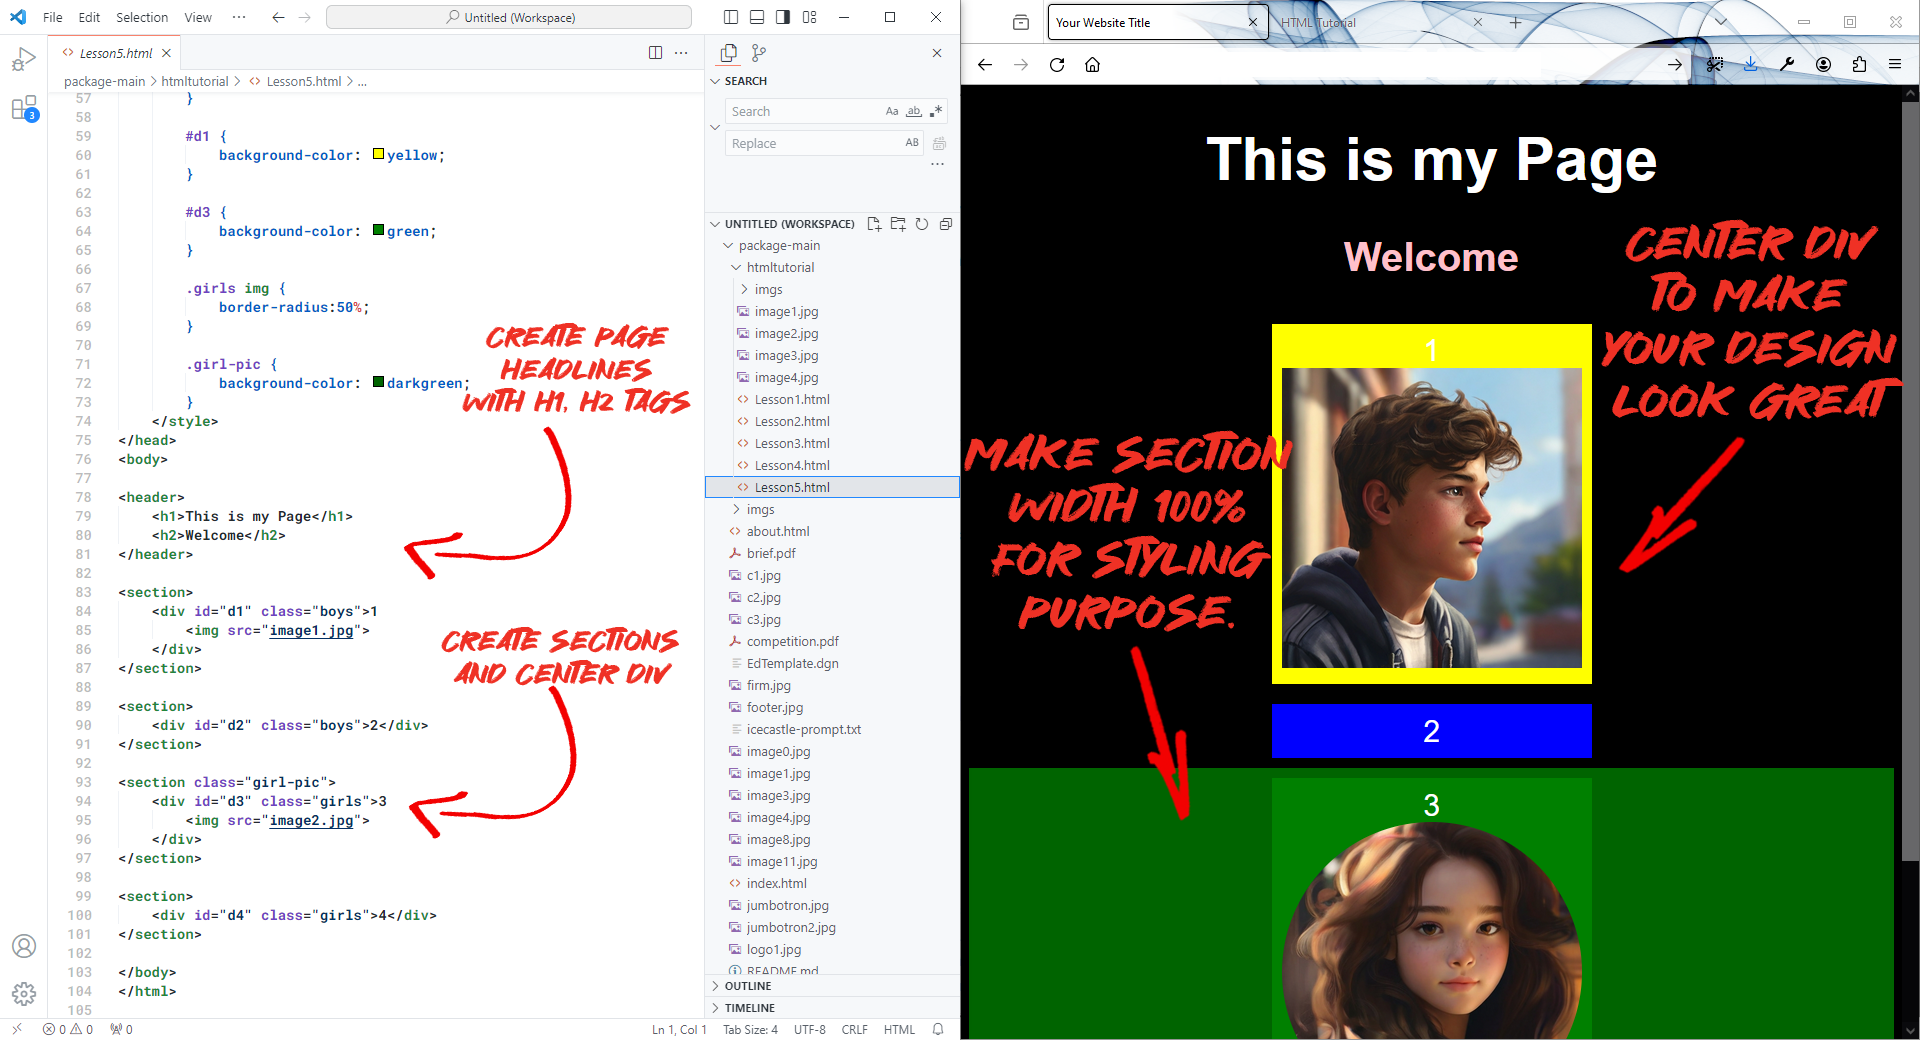 File Edit Selection View ··· Untitled (Workspace)
Lesson5.html
package-main > htmltutorial > Lesson5.html > ...
57 }
58
59 #d1 {
60 background-color: yellow;
61 }
62
63 #d3 {
64 background-color: green;
65 }
66
67 .girls img {
68 border-radius:50%;
69 }
70
71 .girl-pic {
72 background-color: darkgreen;
73 }
74 </style>
75 </head>
76 <body>
77
78 <header>
79 <h1>This is my Page</h1>
80 <h2>Welcome</h2>
81 </header>
82
83 <section>
84 <div id="d1" class="boys">1
85 <img src="image1.jpg">
86 </div>
87 </section>
88
89 <section>
90 <div id="d2" class="boys">2</div>
91 </section>
92
93 <section class="girl-pic">
94 <div id="d3" class="girls">3
95 <img src="image2.jpg">
96 </div>
97 </section>
98
99 <section>
100 <div id="d4" class="girls">4</div>
101 </section>
102
103 </body>
104 </html>
105
CREATE PAGE
HEADLINES
WITH H1, H2 TAGS
CREATE SECTIONS
AND CENTER DIV
3
SEARCH
Search Aa ab .*
Replace AB
...
UNTITLED (WORKSPACE)
package-main
htmltutorial
imgs
image1.jpg
image2.jpg
image3.jpg
image4.jpg
Lesson1.html
Lesson2.html
Lesson3.html
Lesson4.html
Lesson5.html
imgs
about.html
brief.pdf
c1.jpg
c2.jpg
c3.jpg
competition.pdf
EdTemplate.dgn
firm.jpg
footer.jpg
icecastle-prompt.txt
image0.jpg
image1.jpg
image3.jpg
image4.jpg
image8.jpg
image11.jpg
index.html
jumbotron.jpg
jumbotron2.jpg
logo1.jpg
README.md
OUTLINE
TIMELINE
0 0 0 Ln 1, Col 1 Tab Size: 4 UTF-8 CRLF HTML
Your Website Title HTML Tutorial
This is my Page
Welcome
1
2
3
CENTER DIV
TO MAKE
YOUR DESIGN
LOOK GREAT
MAKE SECTION
WIDTH 100%
FOR STYLING
PURPOSE.